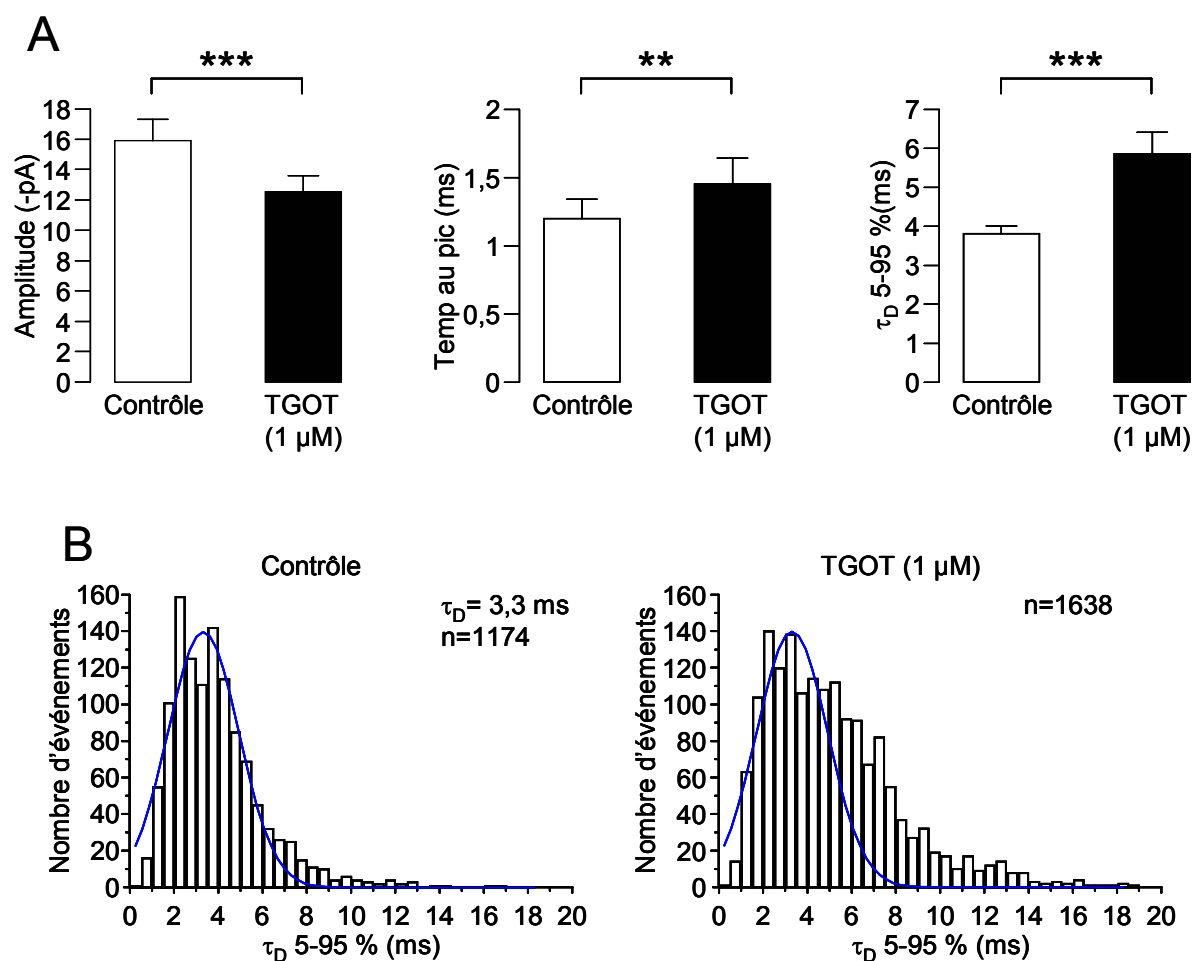 A
***
**
***
Amplitude (-pA)
18
16
14
12
10
8
6
4
2
0
Contrôle
TGOT
(1 µM)
Temp au pic (ms)
2
1,5
1
0,5
0
Contrôle
TGOT
(1 µM)
τD 5-95 %(ms)
7
6
5
4
3
2
1
0
Contrôle
TGOT
(1 µM)
B
Contrôle
τD= 3,3 ms
n=1174
Nombre d'événements
160
140
120
100
80
60
40
20
0
0 2 4 6 8 10 12 14 16 18 20
τD 5-95 % (ms)
TGOT (1 µM)
n=1638
Nombre d'événements
160
140
120
100
80
60
40
20
0
0 2 4 6 8 10 12 14 16 18 20
τD 5-95 % (ms)